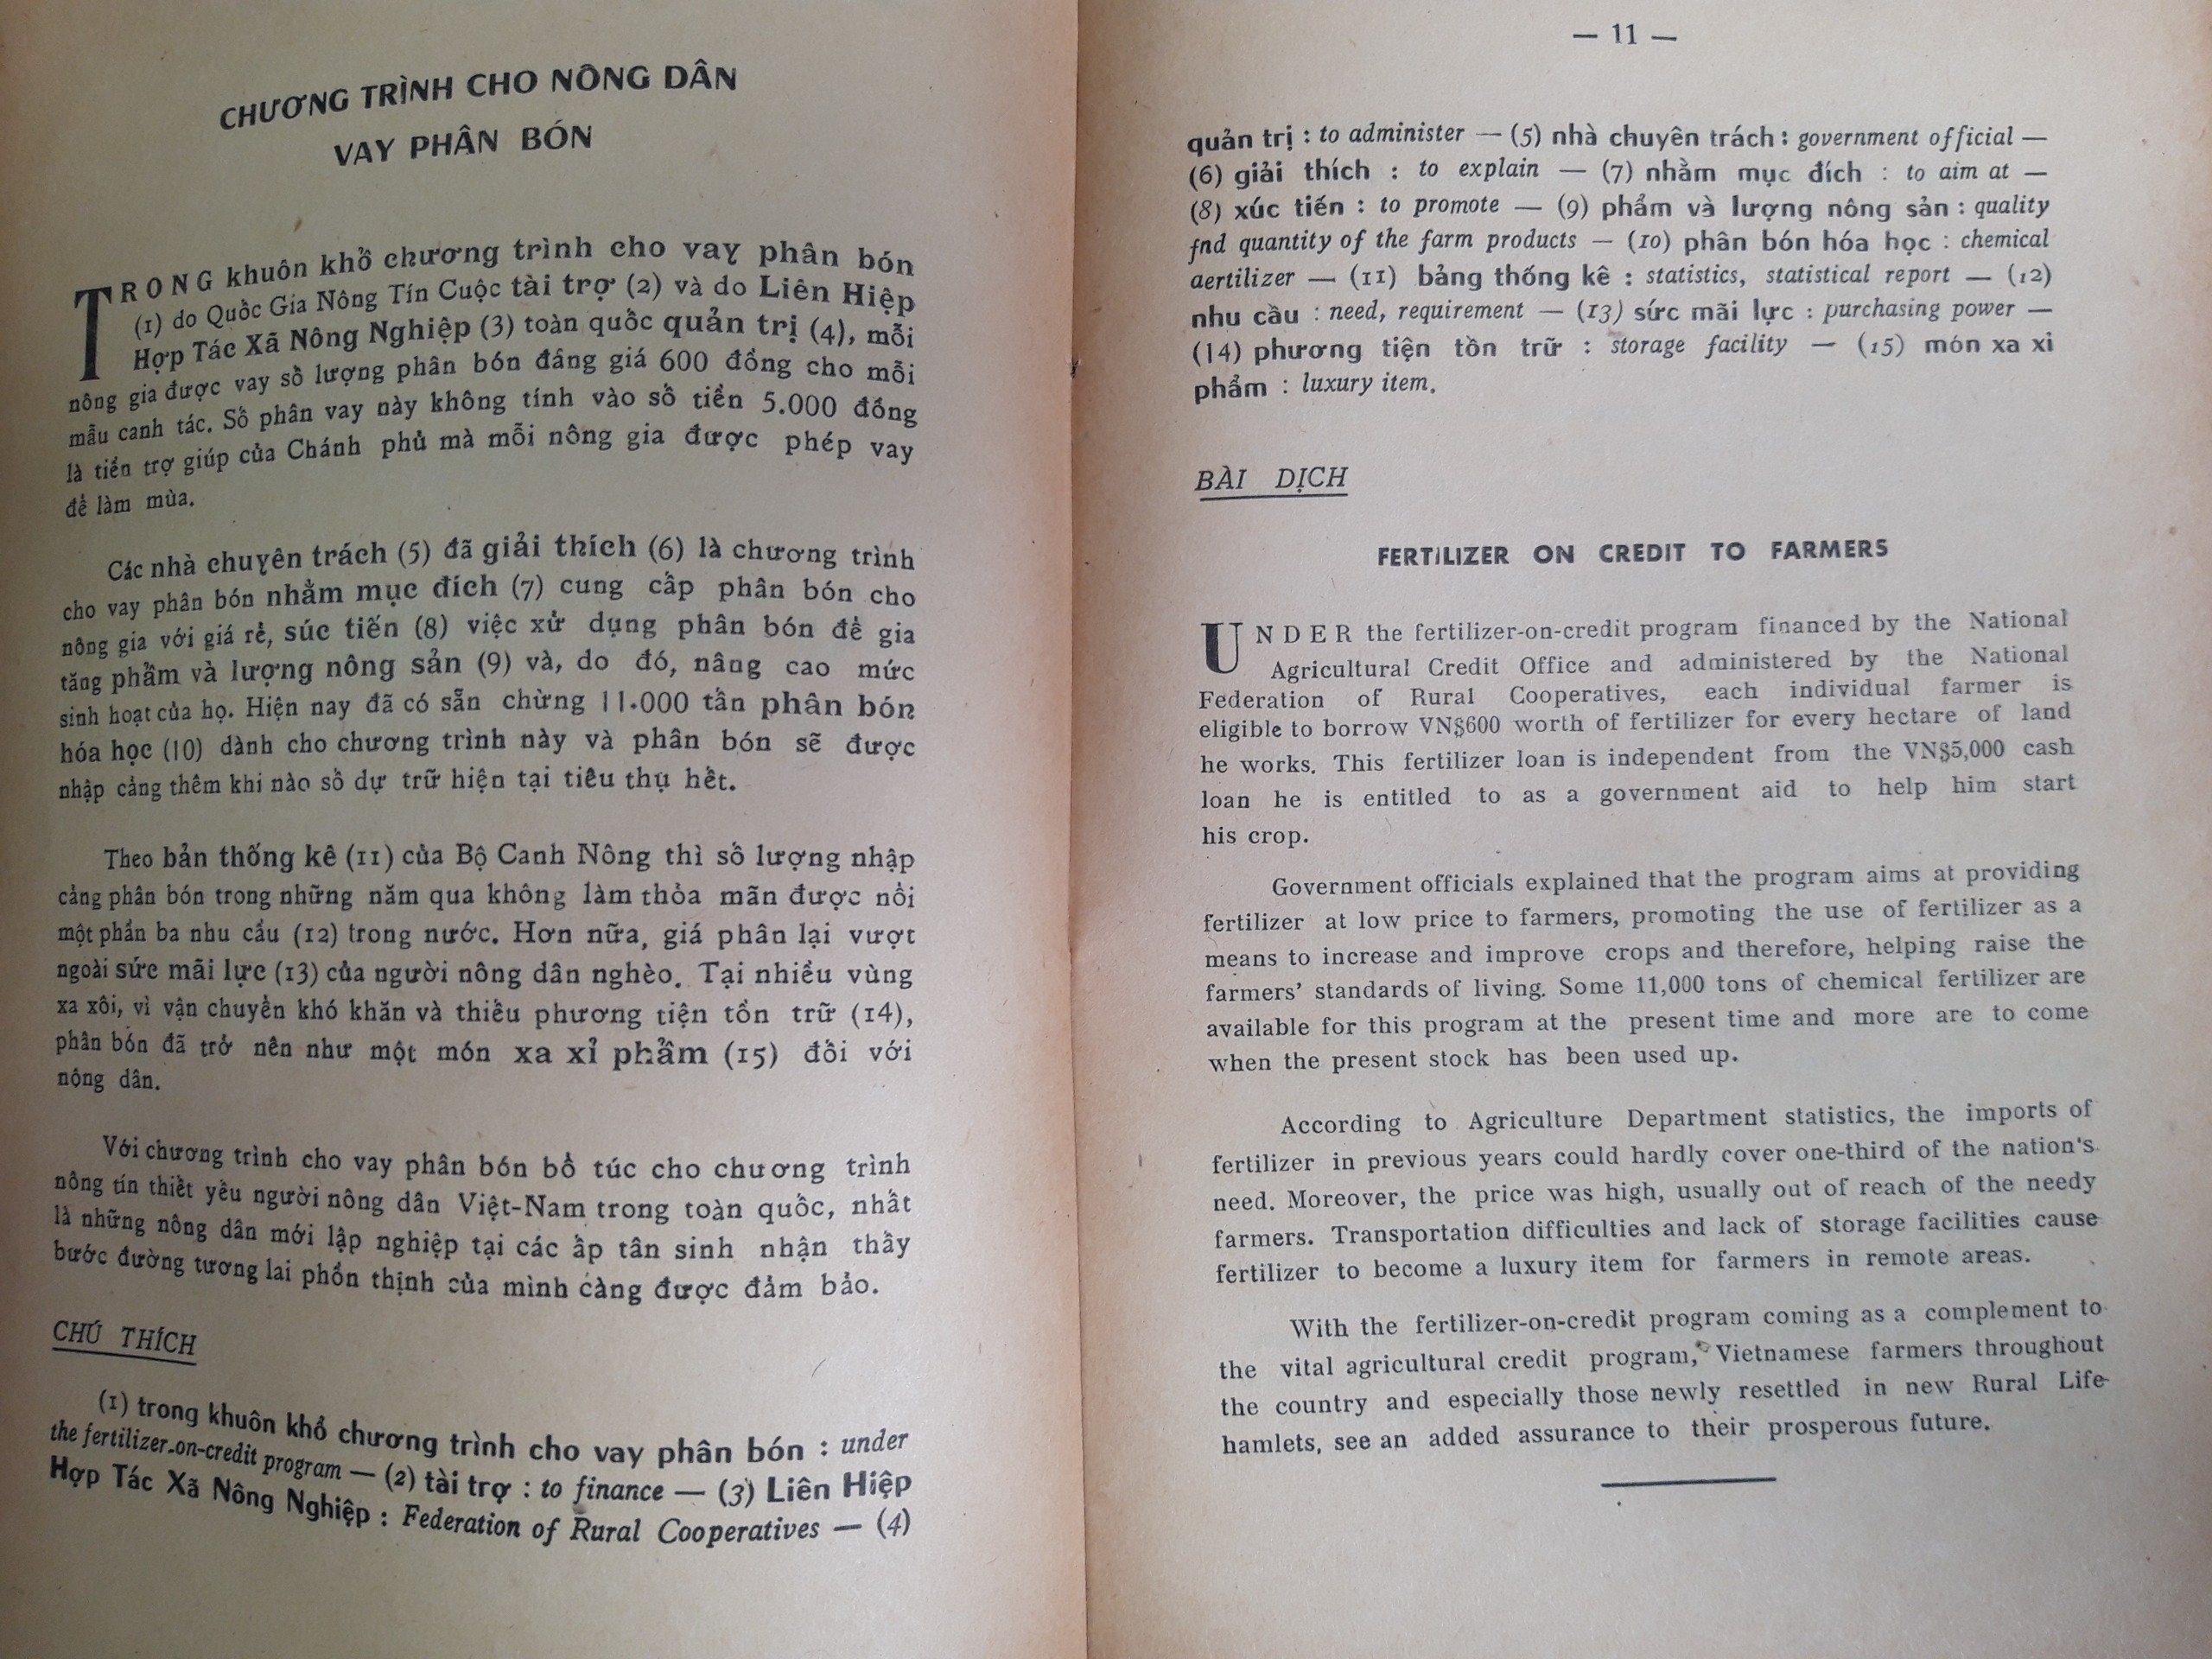 CHƯƠNG TRÌNH CHO NÔNG DÂN
VAY PHÂN BÓN
TRONG khuôn khổ chương trình cho vay phân bón
(1) do Quốc Gia Nông Tín Cuộc tài trợ (2) và do Liên Hiệp
Hợp Tác Xã Nông Nghiệp (3) toàn quốc quản trị (4), mỗi
nông gia được vay số lượng phân bón đáng giá 600 đồng cho mỗi
mẫu canh tác. Số phân vay này không tính vào số tiền 5.000 đồng
là tiền trợ giúp của Chánh phủ mà mỗi nông gia được phép vay
để làm mùa.
Các nhà chuyên trách (5) đã giải thích (6) là chương trình
cho vay phân bón nhằm mục đích (7) cung cấp phân bón cho
nông gia với giá rẻ, súc tiến (8) việc xử dụng phân bón để gia
tăng phẩm và lượng nông sản (9) và, do đó, nâng cao mức
sinh hoạt của họ. Hiện nay đã có sẵn chừng 11.000 tấn phân bón
hóa học (10) dành cho chương trình này và phân bón sẽ được
nhập cảng thêm khi nào số dự trữ hiện tại tiêu thụ hết.
Theo bản thống kê (11) của Bộ Canh Nông thì số lượng nhập
cảng phân bón trong những năm qua không làm thỏa mãn được nổi
một phần ba nhu cầu (12) trong nước. Hơn nữa, giá phân lại vượt
ngoài sức mãi lực (13) của người nông dân nghèo. Tại nhiều vùng
xa xôi, vì vận chuyển khó khăn và thiếu phương tiện tồn trữ (14),
phân bón đã trở nên như một món xa xỉ phẩm (15) đối với
nông dân.
Với chương trình cho vay phân bón bổ túc cho chương trình
nông tín thiết yếu người nông dân Việt-Nam trong toàn quốc, nhất
là những nông dân mới lập nghiệp tại các ấp tân sinh nhận thấy
bước đường tương lai phồn thịnh của mình càng được đảm bảo.
CHÚ THÍCH
(1) trong khuôn khổ chương trình cho vay phân bón : under
the fertilizer-on-credit program — (2) tài trợ : to finance — (3) Liên Hiệp
Hợp Tác Xã Nông Nghiệp : Federation of Rural Cooperatives — (4)
— 11 —
quản trị : to administer — (5) nhà chuyên trách : government official —
(6) giải thích : to explain — (7) nhằm mục đích : to aim at —
(8) xúc tiến : to promote — (9) phẩm và lượng nông sản : quality
fnd quantity of the farm products — (10) phân bón hóa học : chemical
aertilizer — (11) bảng thống kê : statistics, statistical report — (12)
nhu cầu : need, requirement — (13) sức mãi lực : purchasing power —
(14) phương tiện tồn trữ : storage facility — (15) món xa xỉ
phẩm : luxury item.
BÀI DỊCH
FERTILIZER ON CREDIT TO FARMERS
UNDER the fertilizer-on-credit program financed by the National
Agricultural Credit Office and administered by the National
Federation of Rural Cooperatives, each individual farmer is
eligible to borrow VN$600 worth of fertilizer for every hectare of land
he works. This fertilizer loan is independent from the VN$5,000 cash
loan he is entitled to as a government aid to help him start
his crop.
Government officials explained that the program aims at providing
fertilizer at low price to farmers, promoting the use of fertilizer as a
means to increase and improve crops and therefore, helping raise the
farmers' standards of living. Some 11,000 tons of chemical fertilizer are
available for this program at the present time and more are to come
when the present stock has been used up.
According to Agriculture Department statistics, the imports of
fertilizer in previous years could hardly cover one-third of the nation's
need. Moreover, the price was high, usually out of reach of the needy
farmers. Transportation difficulties and lack of storage facilities cause
fertilizer to become a luxury item for farmers in remote areas.
With the fertilizer-on-credit program coming as a complement to
the vital agricultural credit program, Vietnamese farmers throughout
the country and especially those newly resettled in new Rural Life
hamlets, see an added assurance to their prosperous future.